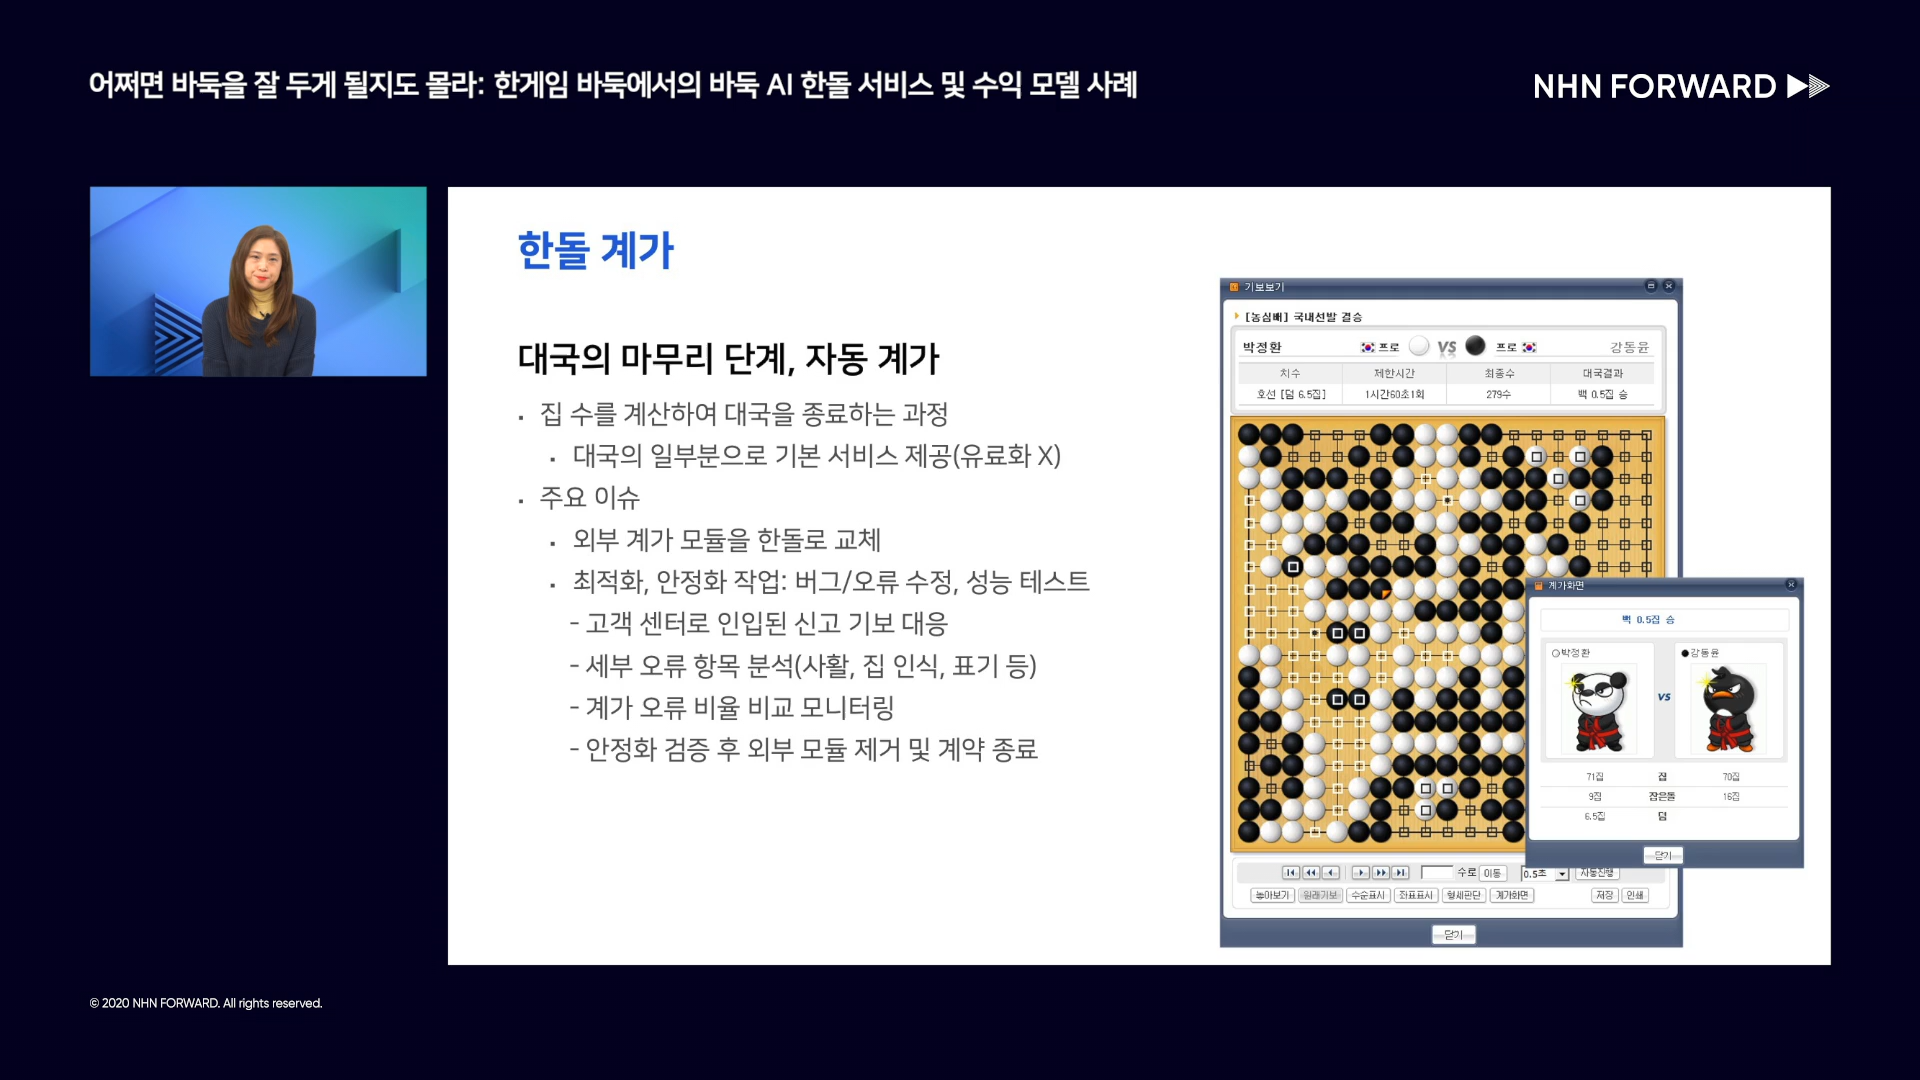 어쩌면 바둑을 잘 두게 될지도 몰라: 한게임 바둑에서의 바둑 AI 한돌 서비스 및 수익 모델 사례
NHN FORWARD
한돌 계가
대국의 마무리 단계, 자동 계가
· 집 수를 계산하여 대국을 종료하는 과정
· 대국의 일부분으로 기본 서비스 제공(유료화 X)
· 주요 이슈
· 외부 계가 모듈을 한돌로 교체
· 최적화, 안정화 작업: 버그/오류 수정, 성능 테스트
- 고객 센터로 인입된 신고 기보 대응
- 세부 오류 항목 분석(사활, 집 인식, 표기 등)
- 계가 오류 비율 비교 모니터링
- 안정화 검증 후 외부 모듈 제거 및 계약 종료
기보보기
[농심배] 국내선발 결승
박정환 프로 VS 프로 강동윤
치수 제한시간 최종수 대국결과
호선 [덤 6.5집] 1시간60초1회 279수 백 0.5집 승
계가화면
백 0.5집 승
○박정환 ●강동윤
VS
71집 집 70집
9집 잡은돌 16집
6.5집 덤
닫기
수로 이동 0.5초 자동진행
놓아보기 원래기보 수순표시 좌표표시 형세판단 계가화면 저장 인쇄
닫기
© 2020 NHN FORWARD. All rights reserved.